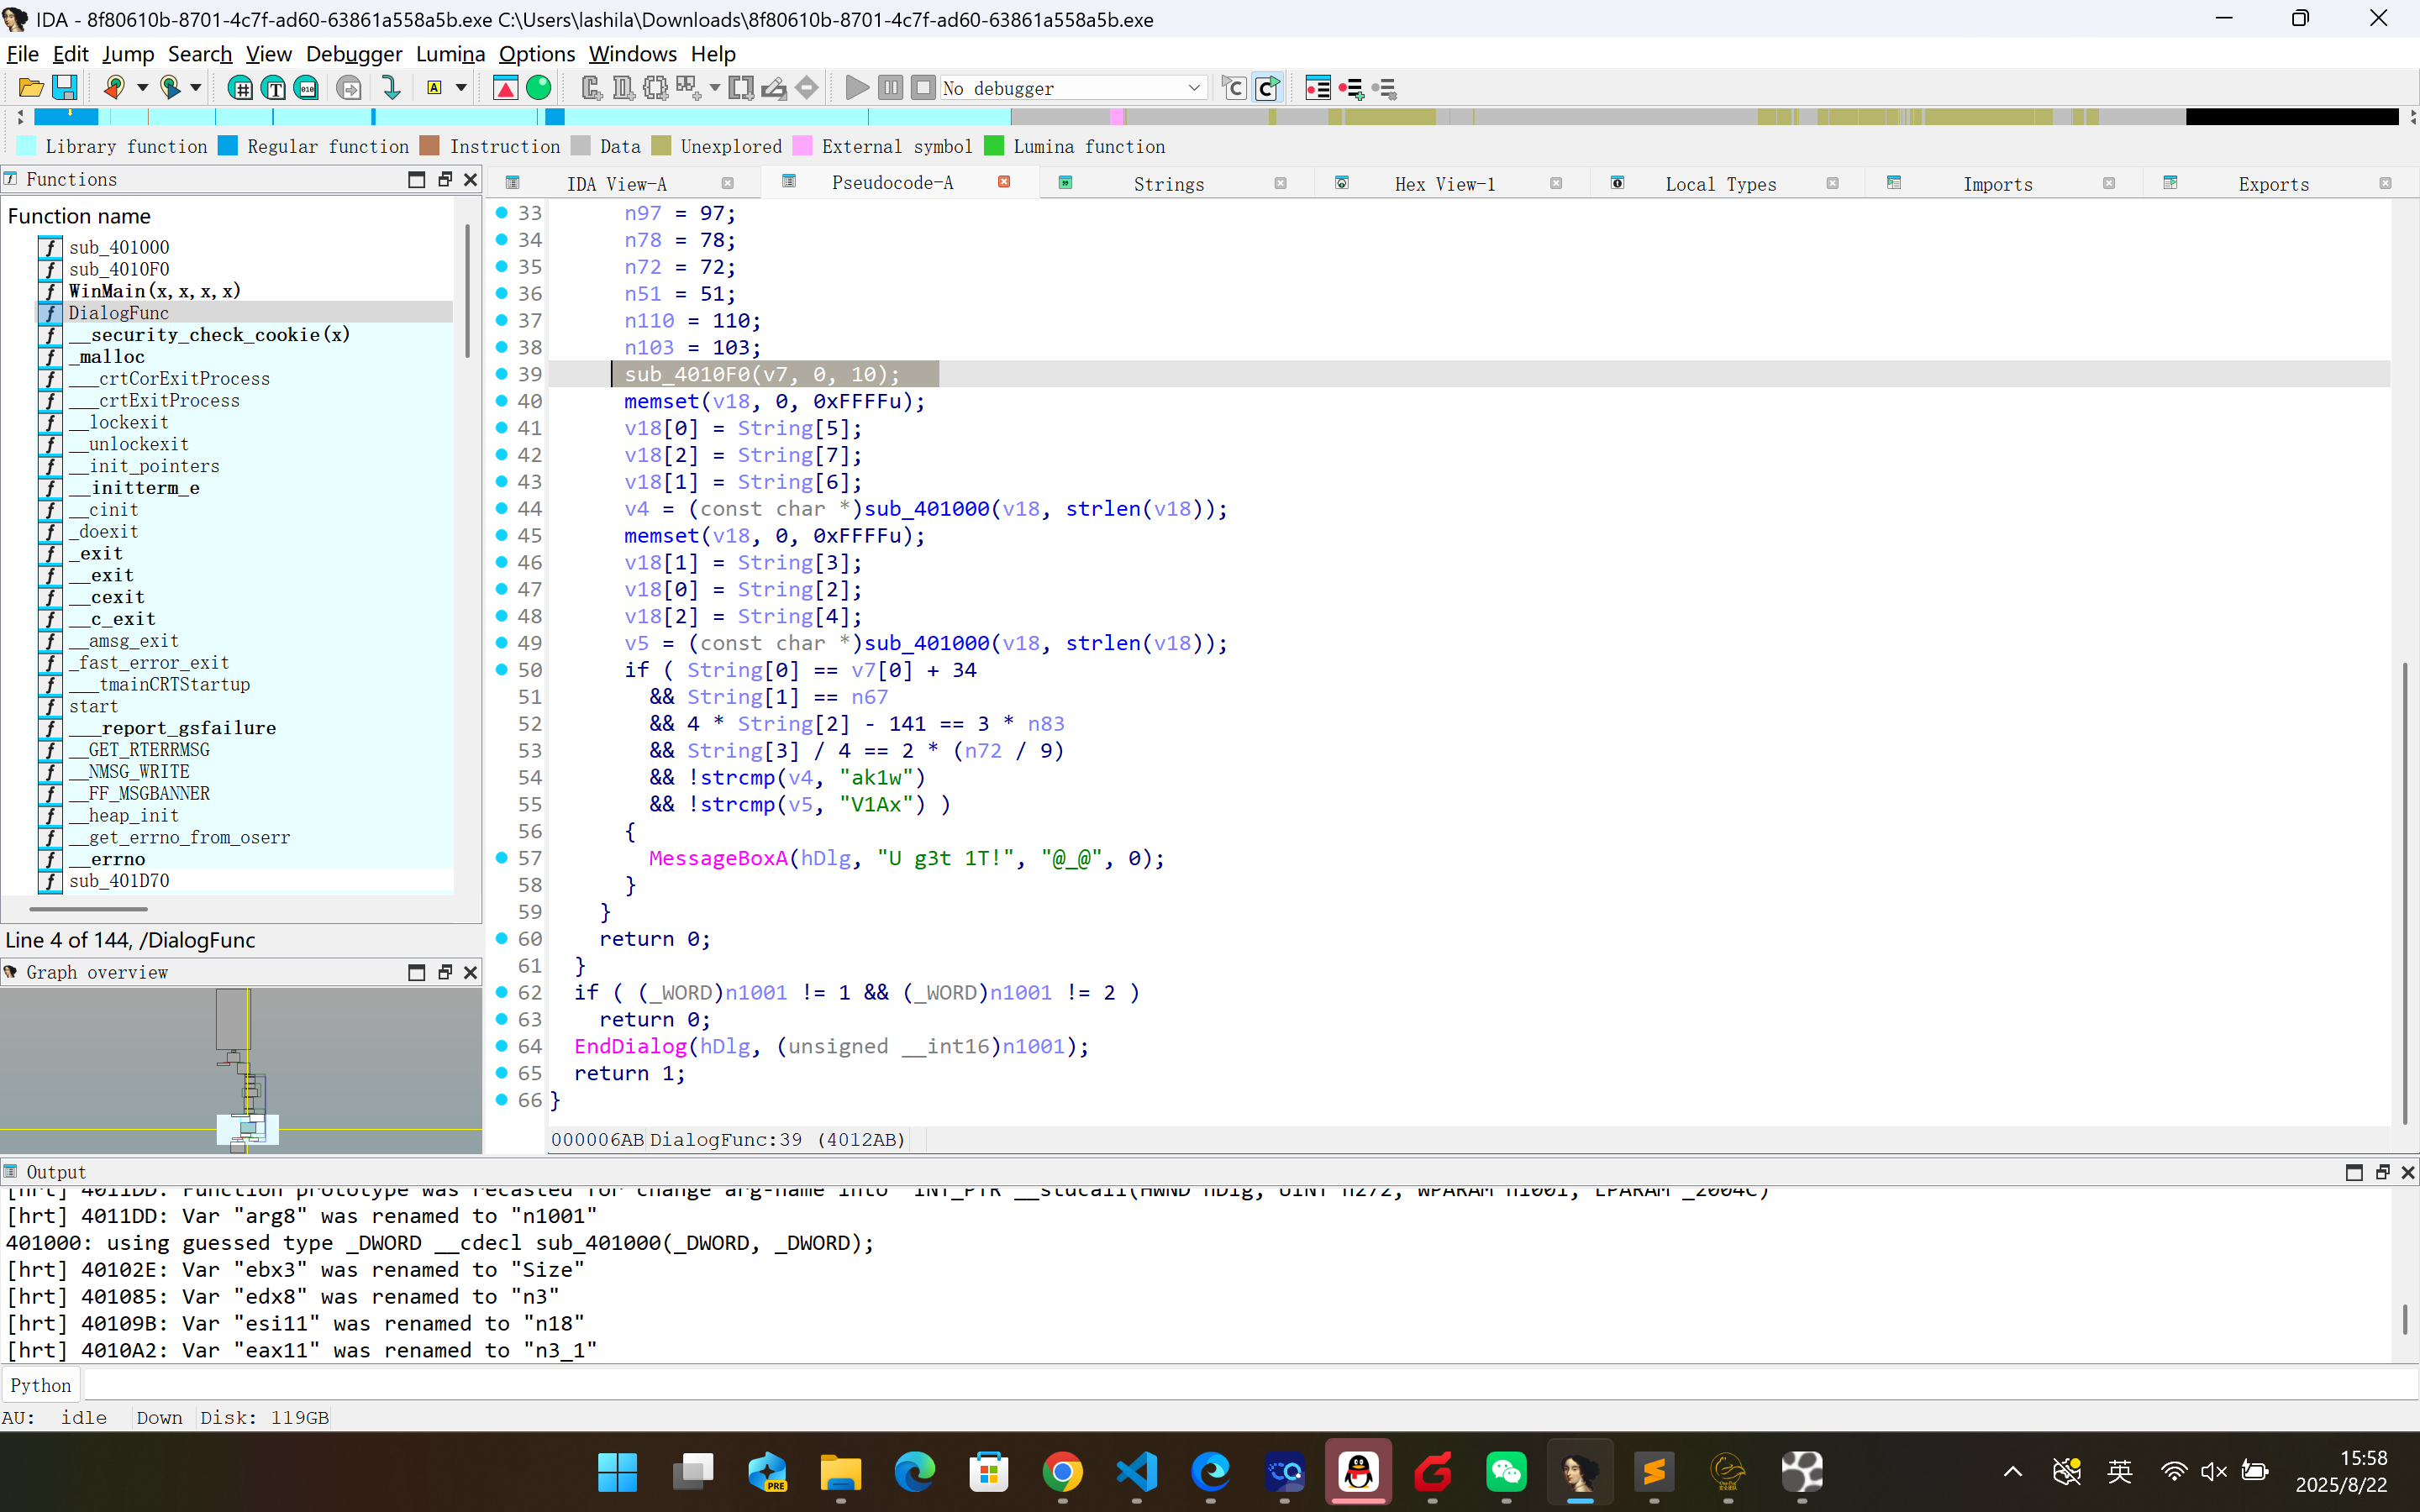 IDA - 8f80610b-8701-4c7f-ad60-63861a558a5b.exe C:\Users\lashila\Downloads\8f80610b-8701-4c7f-ad60-63861a558a5b.exe
File Edit Jump Search View Debugger Lumina Options Windows Help
No debugger
Library function Regular function Instruction Data Unexplored External symbol Lumina function
Functions
Function name
sub_401000
sub_4010F0
WinMain(x,x,x,x)
DialogFunc
__security_check_cookie(x)
_malloc
___crtCorExitProcess
___crtExitProcess
__lockexit
__unlockexit
__init_pointers
__initterm_e
__cinit
_doexit
_exit
__exit
__cexit
__c_exit
__amsg_exit
_fast_error_exit
___tmainCRTStartup
start
___report_gsfailure
__GET_RTERRMSG
__NMSG_WRITE
__FF_MSGBANNER
__heap_init
__get_errno_from_oserr
__errno
sub_401D70
Line 4 of 144, /DialogFunc
Graph overview
IDA View-A Pseudocode-A Strings Hex View-1 Local Types Imports Exports
33 n97 = 97;
34 n78 = 78;
35 n72 = 72;
36 n51 = 51;
37 n110 = 110;
38 n103 = 103;
39 sub_4010F0(v7, 0, 10);
40 memset(v18, 0, 0xFFFFu);
41 v18[0] = String[5];
42 v18[2] = String[7];
43 v18[1] = String[6];
44 v4 = (const char *)sub_401000(v18, strlen(v18));
45 memset(v18, 0, 0xFFFFu);
46 v18[1] = String[3];
47 v18[0] = String[2];
48 v18[2] = String[4];
49 v5 = (const char *)sub_401000(v18, strlen(v18));
50 if ( String[0] == v7[0] + 34
51 && String[1] == n67
52 && 4 * String[2] - 141 == 3 * n83
53 && String[3] / 4 == 2 * (n72 / 9)
54 && !strcmp(v4, "ak1w")
55 && !strcmp(v5, "V1Ax") )
56 {
57 MessageBoxA(hDlg, "U g3t 1T!", "@_@", 0);
58 }
59 }
60 return 0;
61 }
62 if ( (_WORD)n1001 != 1 && (_WORD)n1001 != 2 )
63 return 0;
64 EndDialog(hDlg, (unsigned __int16)n1001);
65 return 1;
66 }
000006AB DialogFunc:39 (4012AB)
Output
[hrt] 4011DD: Function prototype was recasted for change arg-name into "INT_PTR __stdcall(HWND hDlg, UINT n272, WPARAM n1001, LPARAM _2004C)
[hrt] 4011DD: Var "arg8" was renamed to "n1001"
401000: using guessed type _DWORD __cdecl sub_401000(_DWORD, _DWORD);
[hrt] 40102E: Var "ebx3" was renamed to "Size"
[hrt] 401085: Var "edx8" was renamed to "n3"
[hrt] 40109B: Var "esi11" was renamed to "n18"
[hrt] 4010A2: Var "eax11" was renamed to "n3_1"
Python
AU: idle Down Disk: 119GB
PRE
英
15:58
2025/8/22